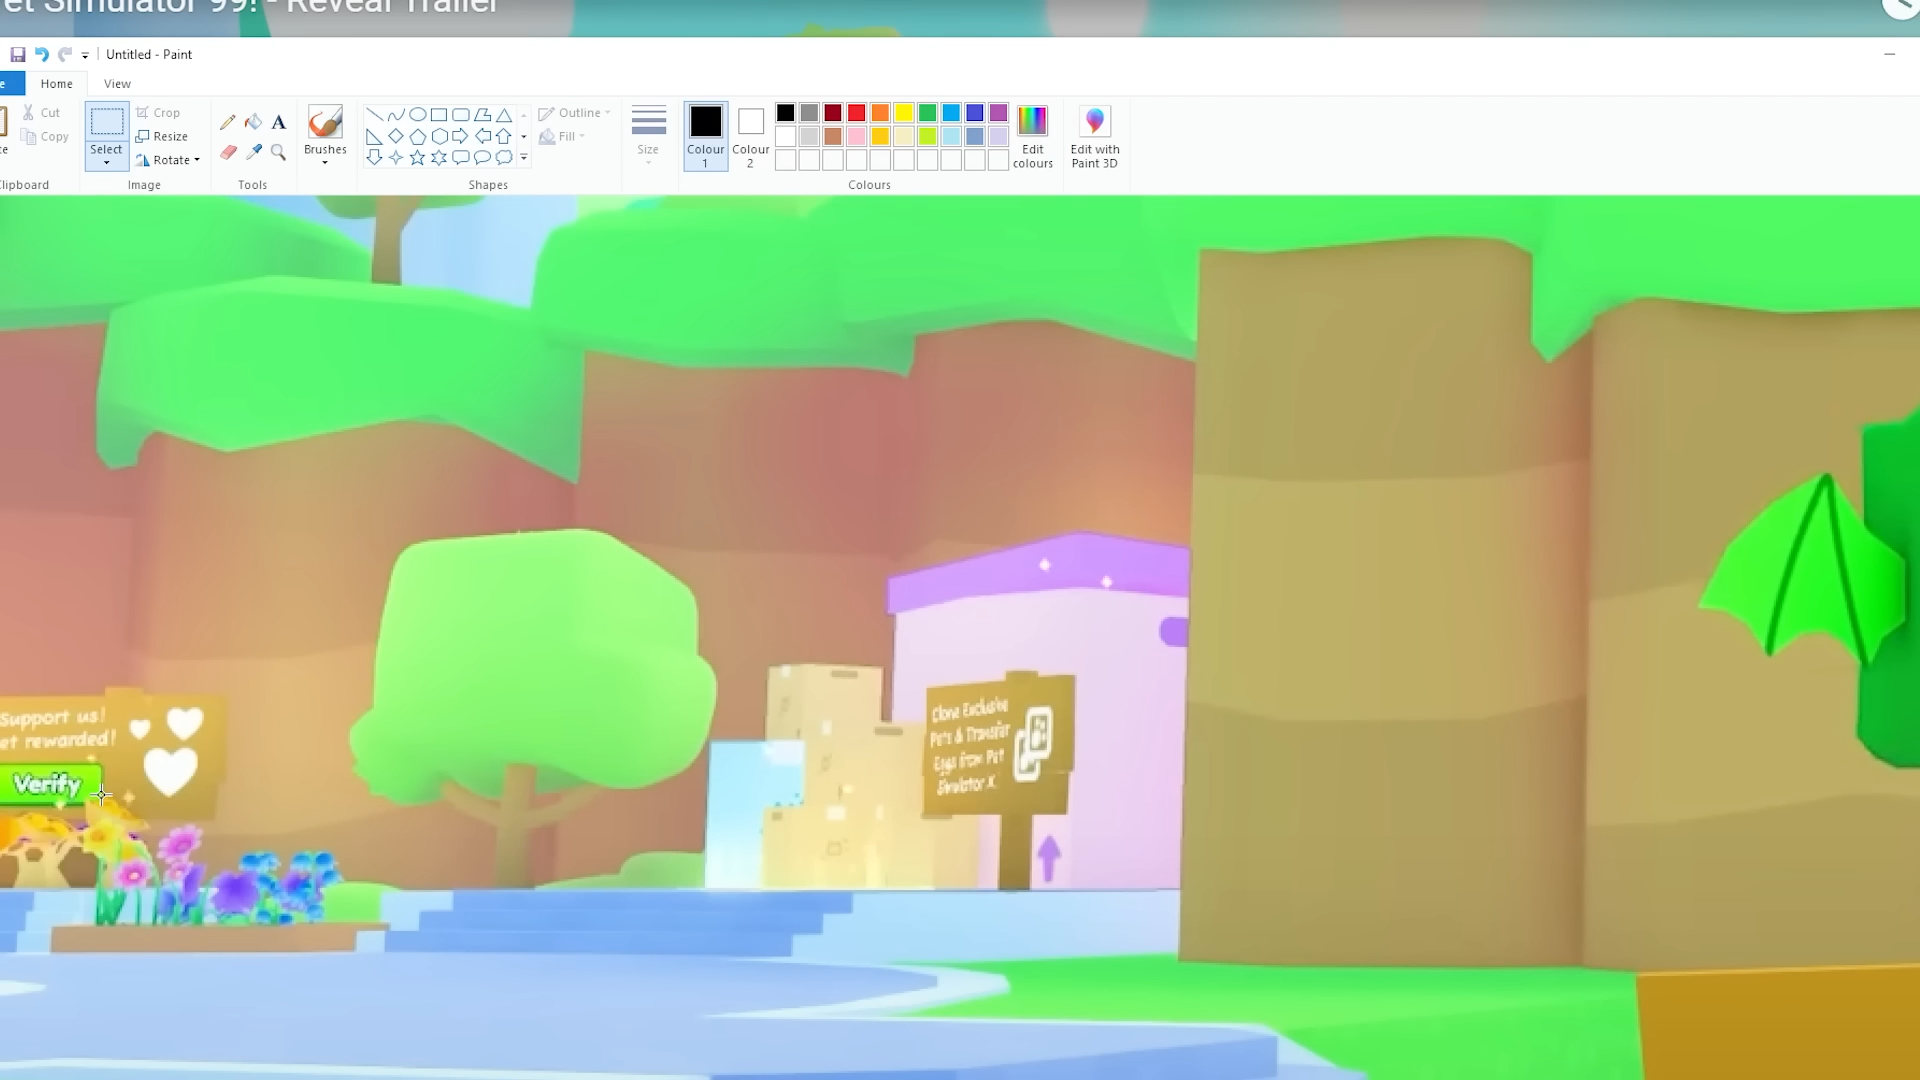 et Simulator 99! - Reveal Trailer
Untitled - Paint
Home
View
Cut
Copy
Select
Crop
Resize
Rotate
Brushes
Outline
Fill
Size
Colour 1
Colour 2
Edit colours
Edit with Paint 3D
Clipboard
Image
Tools
Shapes
Colours
Support us!
et rewarded!
Verify
Clone Exclusive
Pets & Transfer
Eggs from Pet
Simulator X.